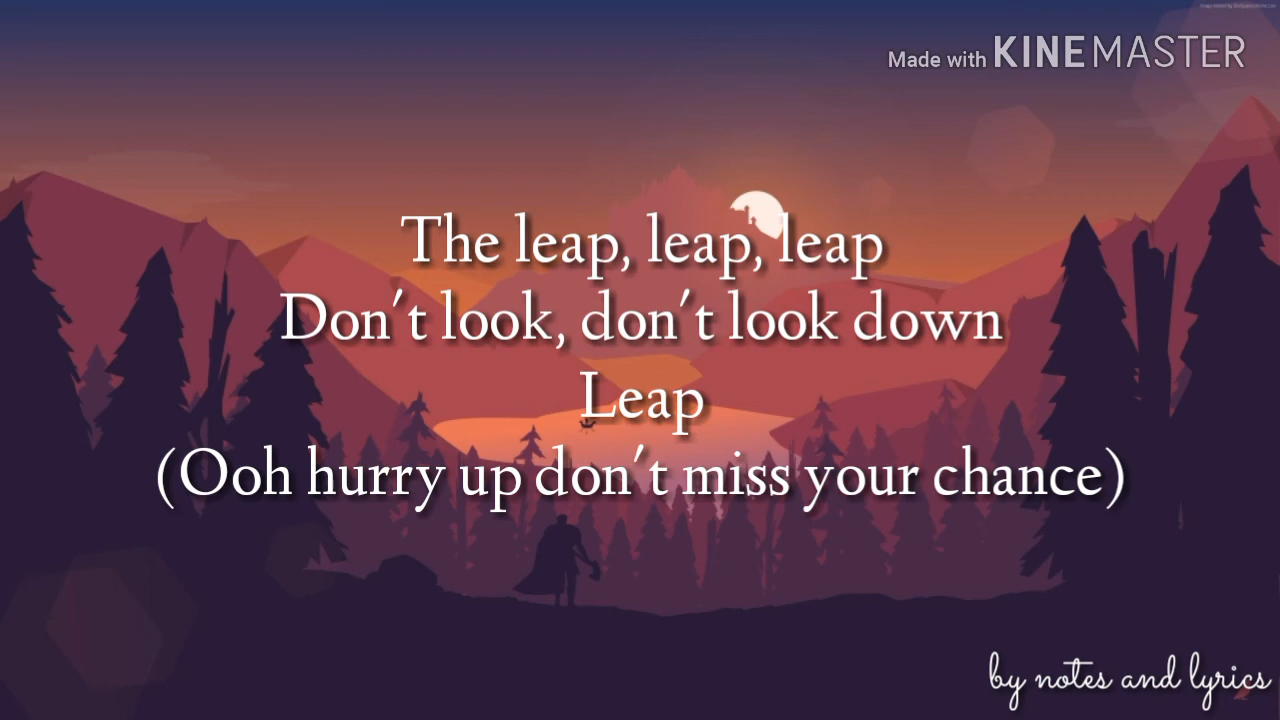 Made with KINEMASTER
The leap, leap, leap
Don't look, don't look down
Leap
(Ooh hurry up don't miss your chance)
by notes and lyrics